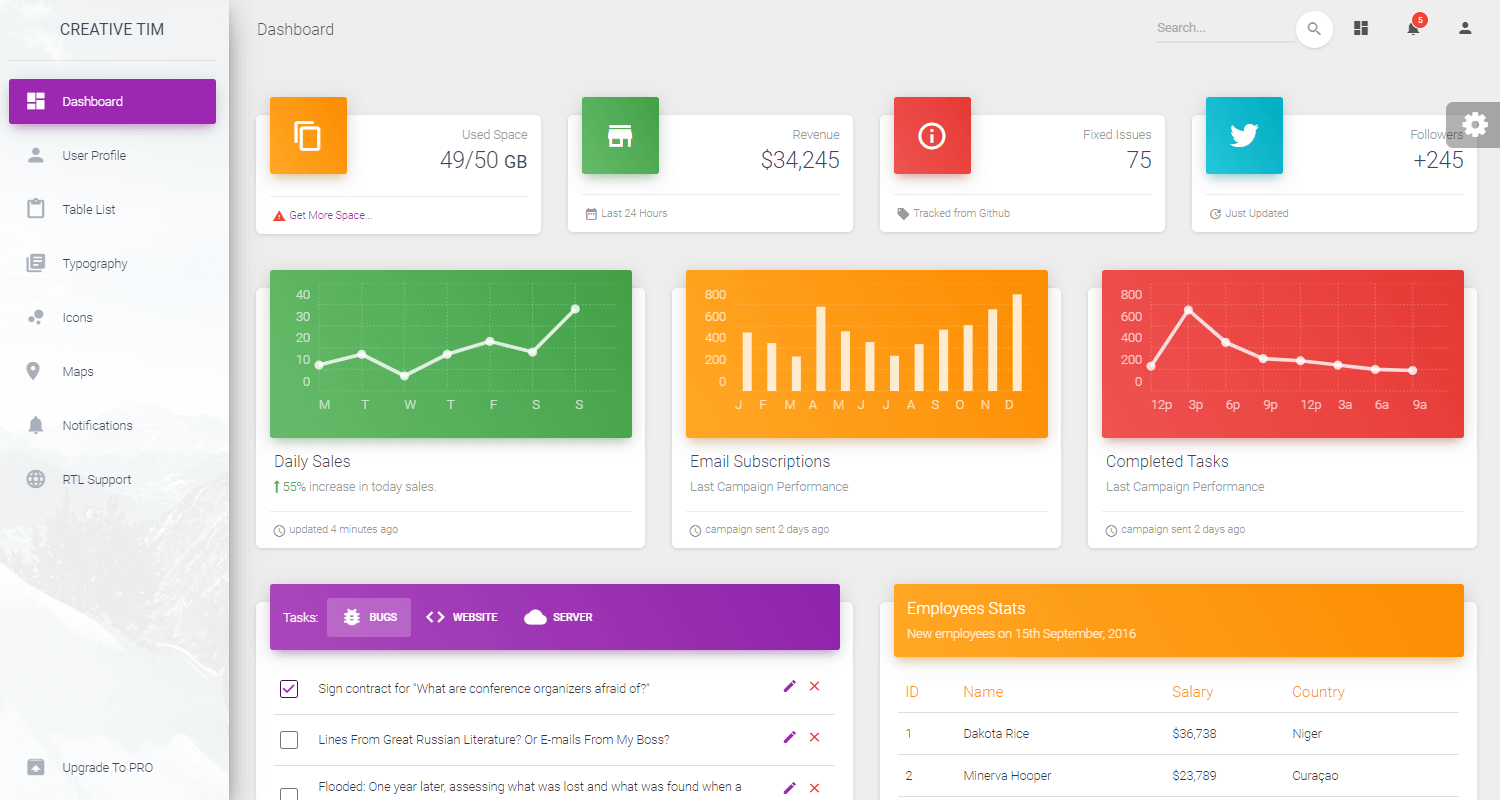 CREATIVE TIM
Dashboard
User Profile
Table List
Typography
Icons
Maps
Notifications
RTL Support
Upgrade To PRO
Dashboard
Search...
5
Used Space
49/50 GB
Get More Space...
Revenue
$34,245
Last 24 Hours
Fixed Issues
75
Tracked from Github
Followers
+245
Just Updated
40
30
20
10
0
M T W T F S S
Daily Sales
55% increase in today sales.
updated 4 minutes ago
800
600
400
200
0
J F M A M J J A S O N D
Email Subscriptions
Last Campaign Performance
campaign sent 2 days ago
800
600
400
200
0
12p 3p 6p 9p 12p 3a 6a 9a
Completed Tasks
Last Campaign Performance
campaign sent 2 days ago
Tasks: BUGS WEBSITE SERVER
Sign contract for "What are conference organizers afraid of?"
Lines From Great Russian Literature? Or E-mails From My Boss?
Flooded: One year later, assessing what was lost and what was found when a
Employees Stats
New employees on 15th September, 2016
ID Name Salary Country
1 Dakota Rice $36,738 Niger
2 Minerva Hooper $23,789 Curaçao